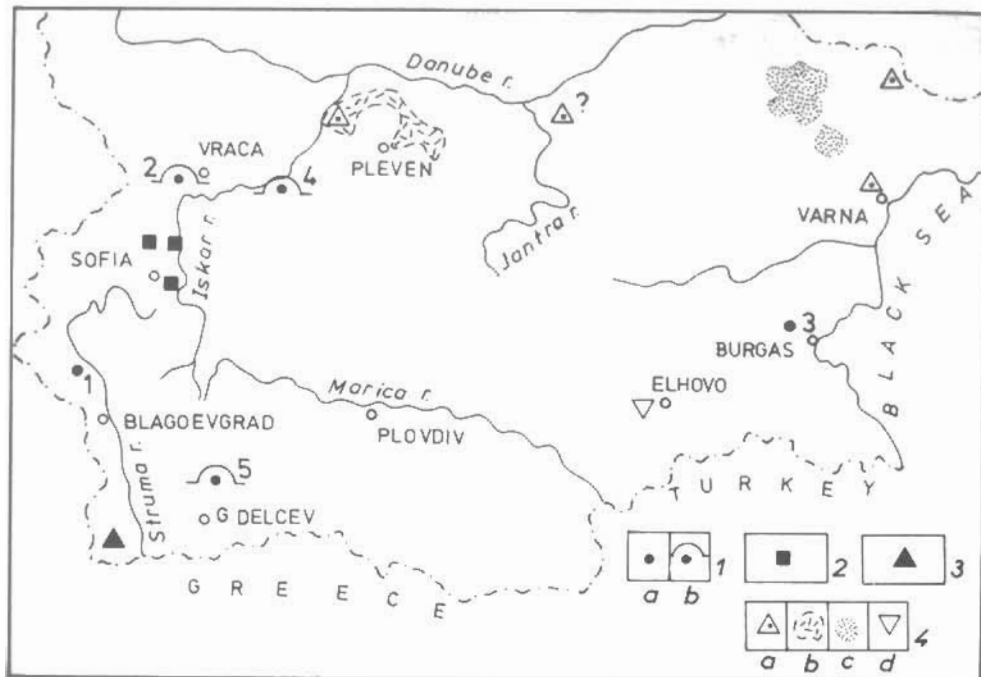 Danube r.
?
2
VRACA
4
PLEVEN
Iskar r.
Jantra r.
VARNA
SOFIA
BLACK SEA
3
BURGAS
1
Marica r.
ELHOVO
BLAGOEVGRAD
PLOVDIV
Struma r.
5
G DELCEV
TURKEY
GREECE
1
a b
2
3
4
a b c d